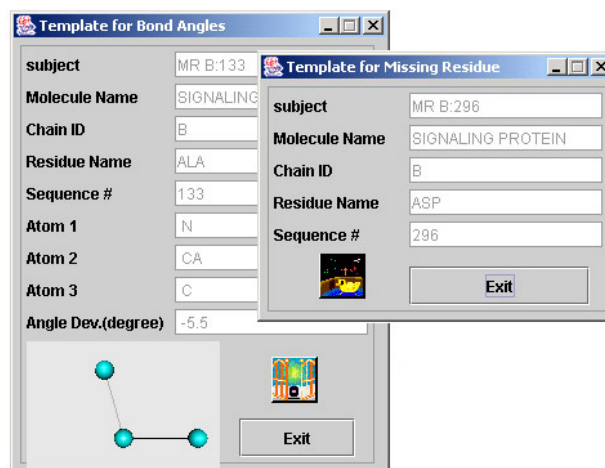 Template for Bond Angles
subject MR B:133
Molecule Name SIGNALING
Chain ID B
Residue Name ALA
Sequence # 133
Atom 1 N
Atom 2 CA
Atom 3 C
Angle Dev.(degree) -5.5
Exit
Template for Missing Residue
subject MR B:296
Molecule Name SIGNALING PROTEIN
Chain ID B
Residue Name ASP
Sequence # 296
Exit